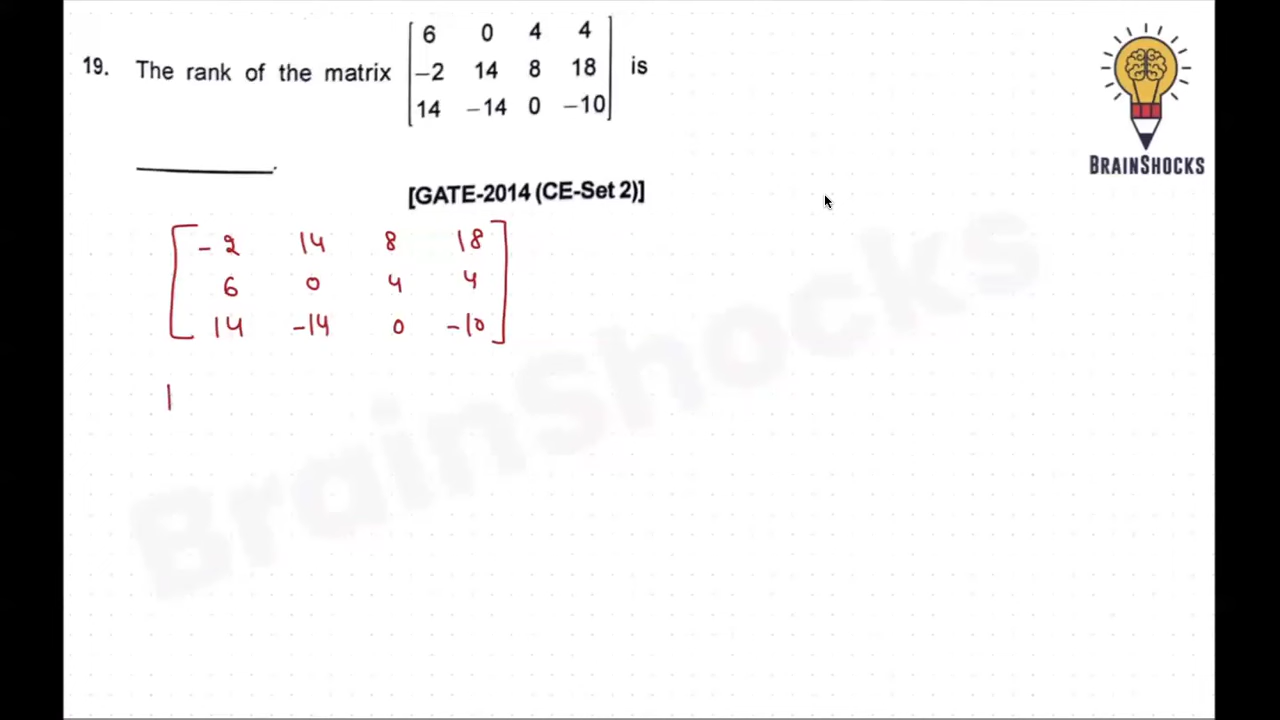 19. The rank of the matrix [6 0 4 4
-2 14 8 18
14 -14 0 -10] is
[GATE-2014 (CE-Set 2)]
-2 14 8 18
6 0 4 4
14 -14 0 -10
BRAINSHOCKS
BrainShocks